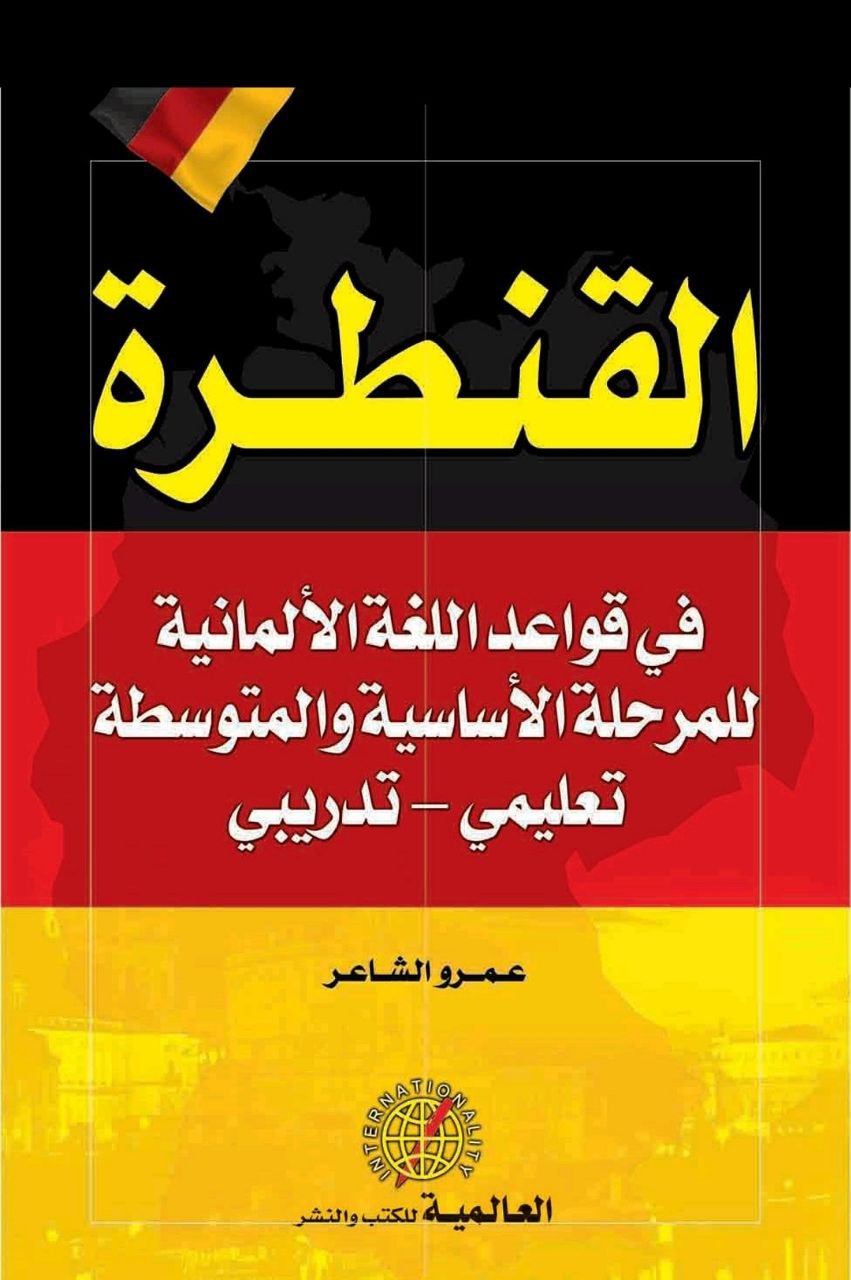 القنطرة
في قواعد اللغة الألمانية
للمرحلة الأساسية والمتوسطة
تعليمي – تدريبي
عمرو الشاعر
INTERNATIONALITY
العالمية للكتب والنشر